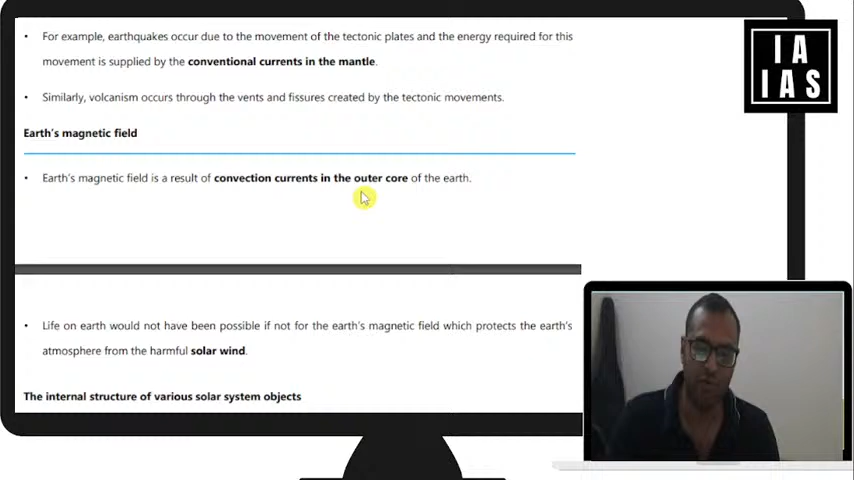 • For example, earthquakes occur due to the movement of the tectonic plates and the energy required for this
movement is supplied by the conventional currents in the mantle.
• Similarly, volcanism occurs through the vents and fissures created by the tectonic movements.
Earth's magnetic field
• Earth's magnetic field is a result of convection currents in the outer core of the earth.
• Life on earth would not have been possible if not for the earth's magnetic field which protects the earth's
atmosphere from the harmful solar wind.
The internal structure of various solar system objects
IA
IAS